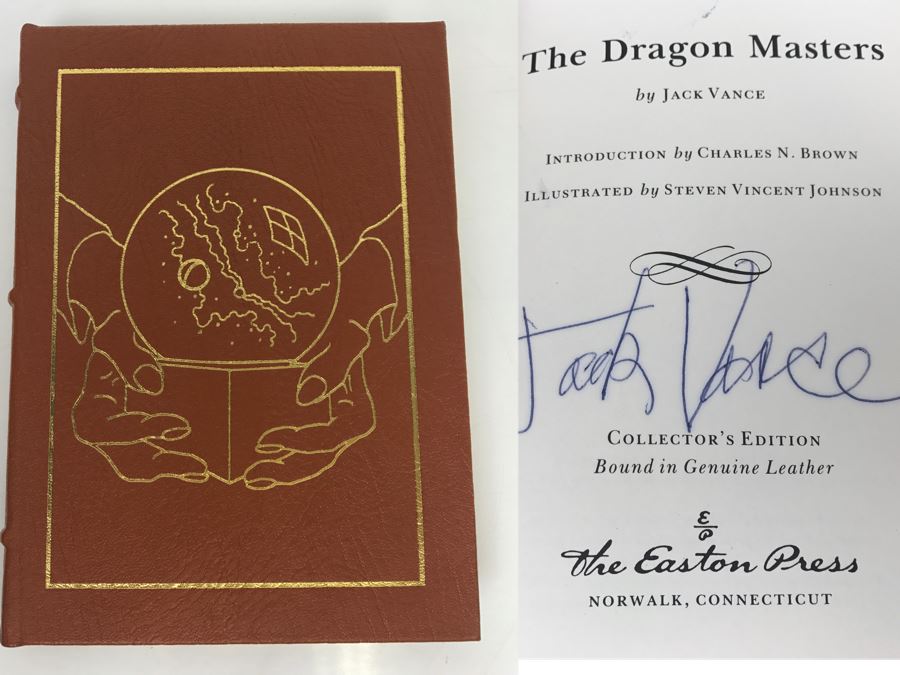 The Dragon Masters
by Jack Vance
Introduction by Charles N. Brown
Illustrated by Steven Vincent Johnson
Jack Vance
Collector's Edition
Bound in Genuine Leather
E
P
The Easton Press
NORWALK, CONNECTICUT